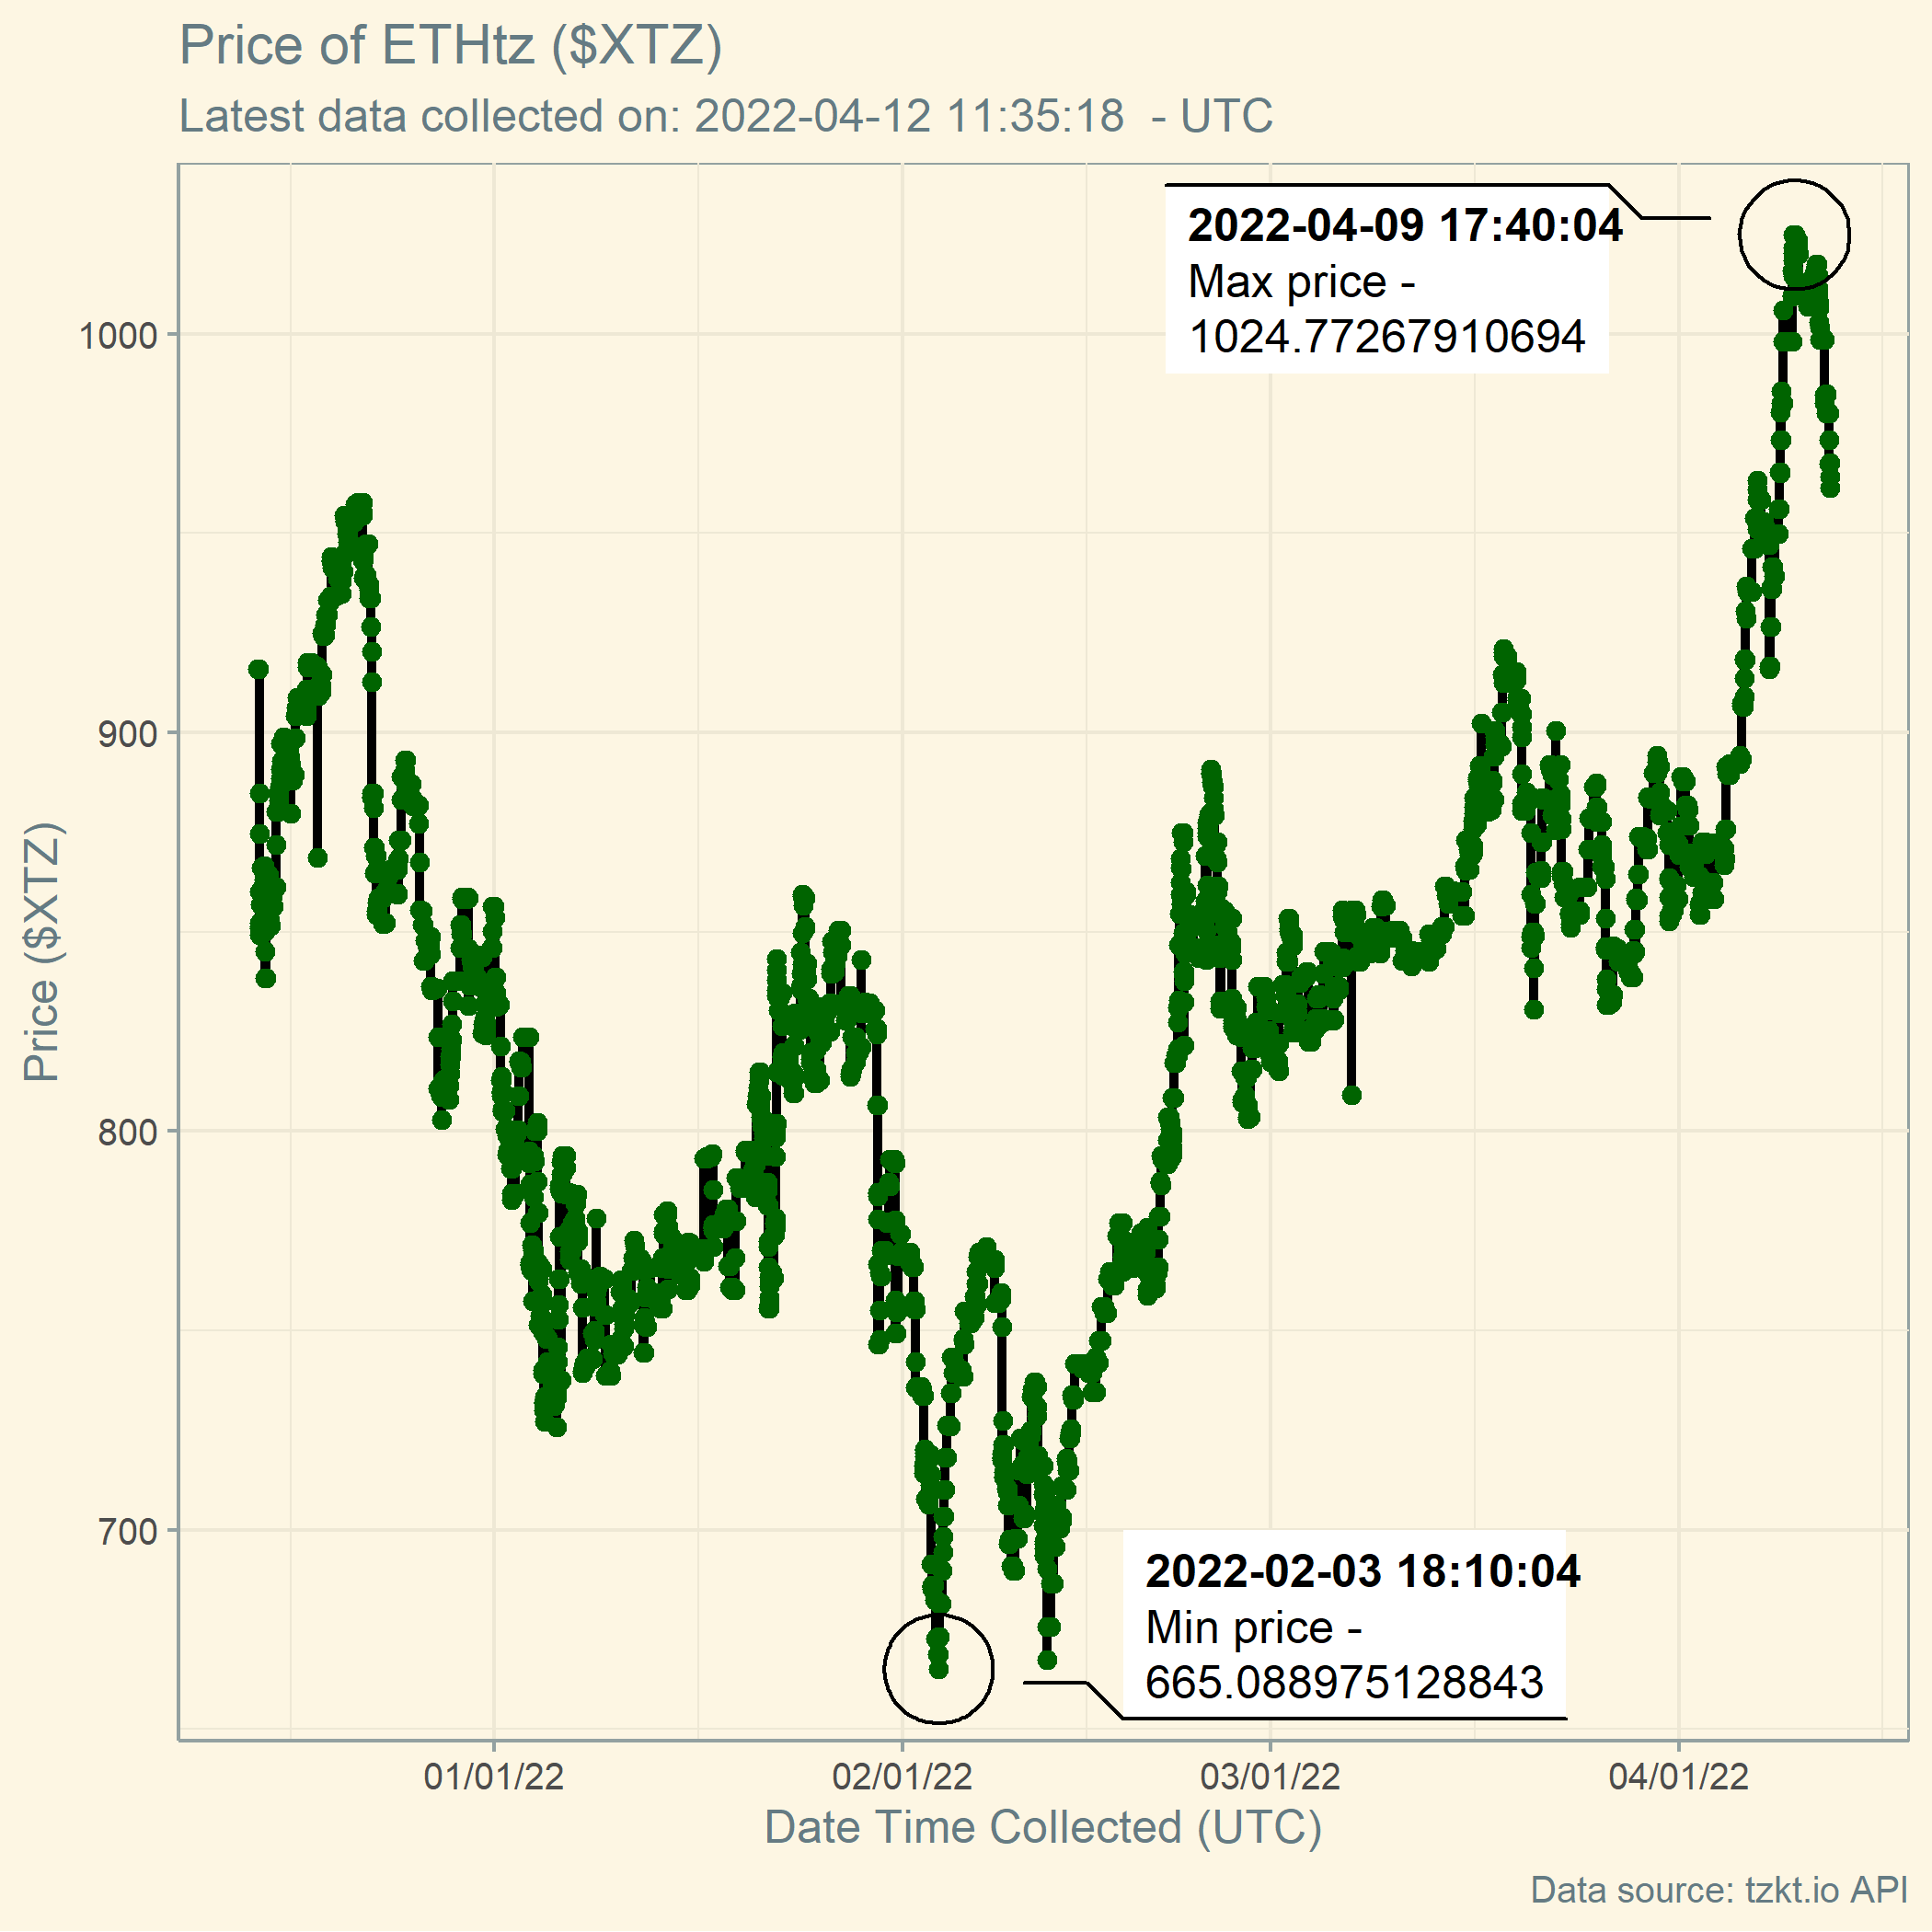 Price of ETHtz ($XTZ)
Latest data collected on: 2022-04-12 11:35:18  - UTC
2022-04-09 17:40:04
Max price -
1024.77267910694
1000
900
800
700
Price ($XTZ)
2022-02-03 18:10:04
Min price -
665.088975128843
01/01/22
02/01/22
03/01/22
04/01/22
Date Time Collected (UTC)
Data source: tzkt.io API